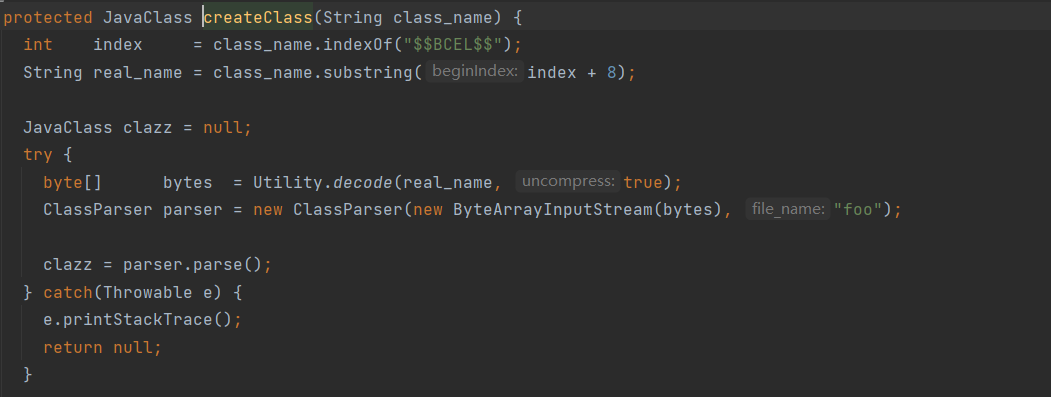 protected JavaClass createClass(String class_name) {
int index = class_name.indexOf("$$BCEL$$");
String real_name = class_name.substring( beginIndex: index + 8);
JavaClass clazz = null;
try {
byte[] bytes = Utility.decode(real_name, uncompress: true);
ClassParser parser = new ClassParser(new ByteArrayInputStream(bytes), file_name: "foo");
clazz = parser.parse();
} catch(Throwable e) {
e.printStackTrace();
return null;
}